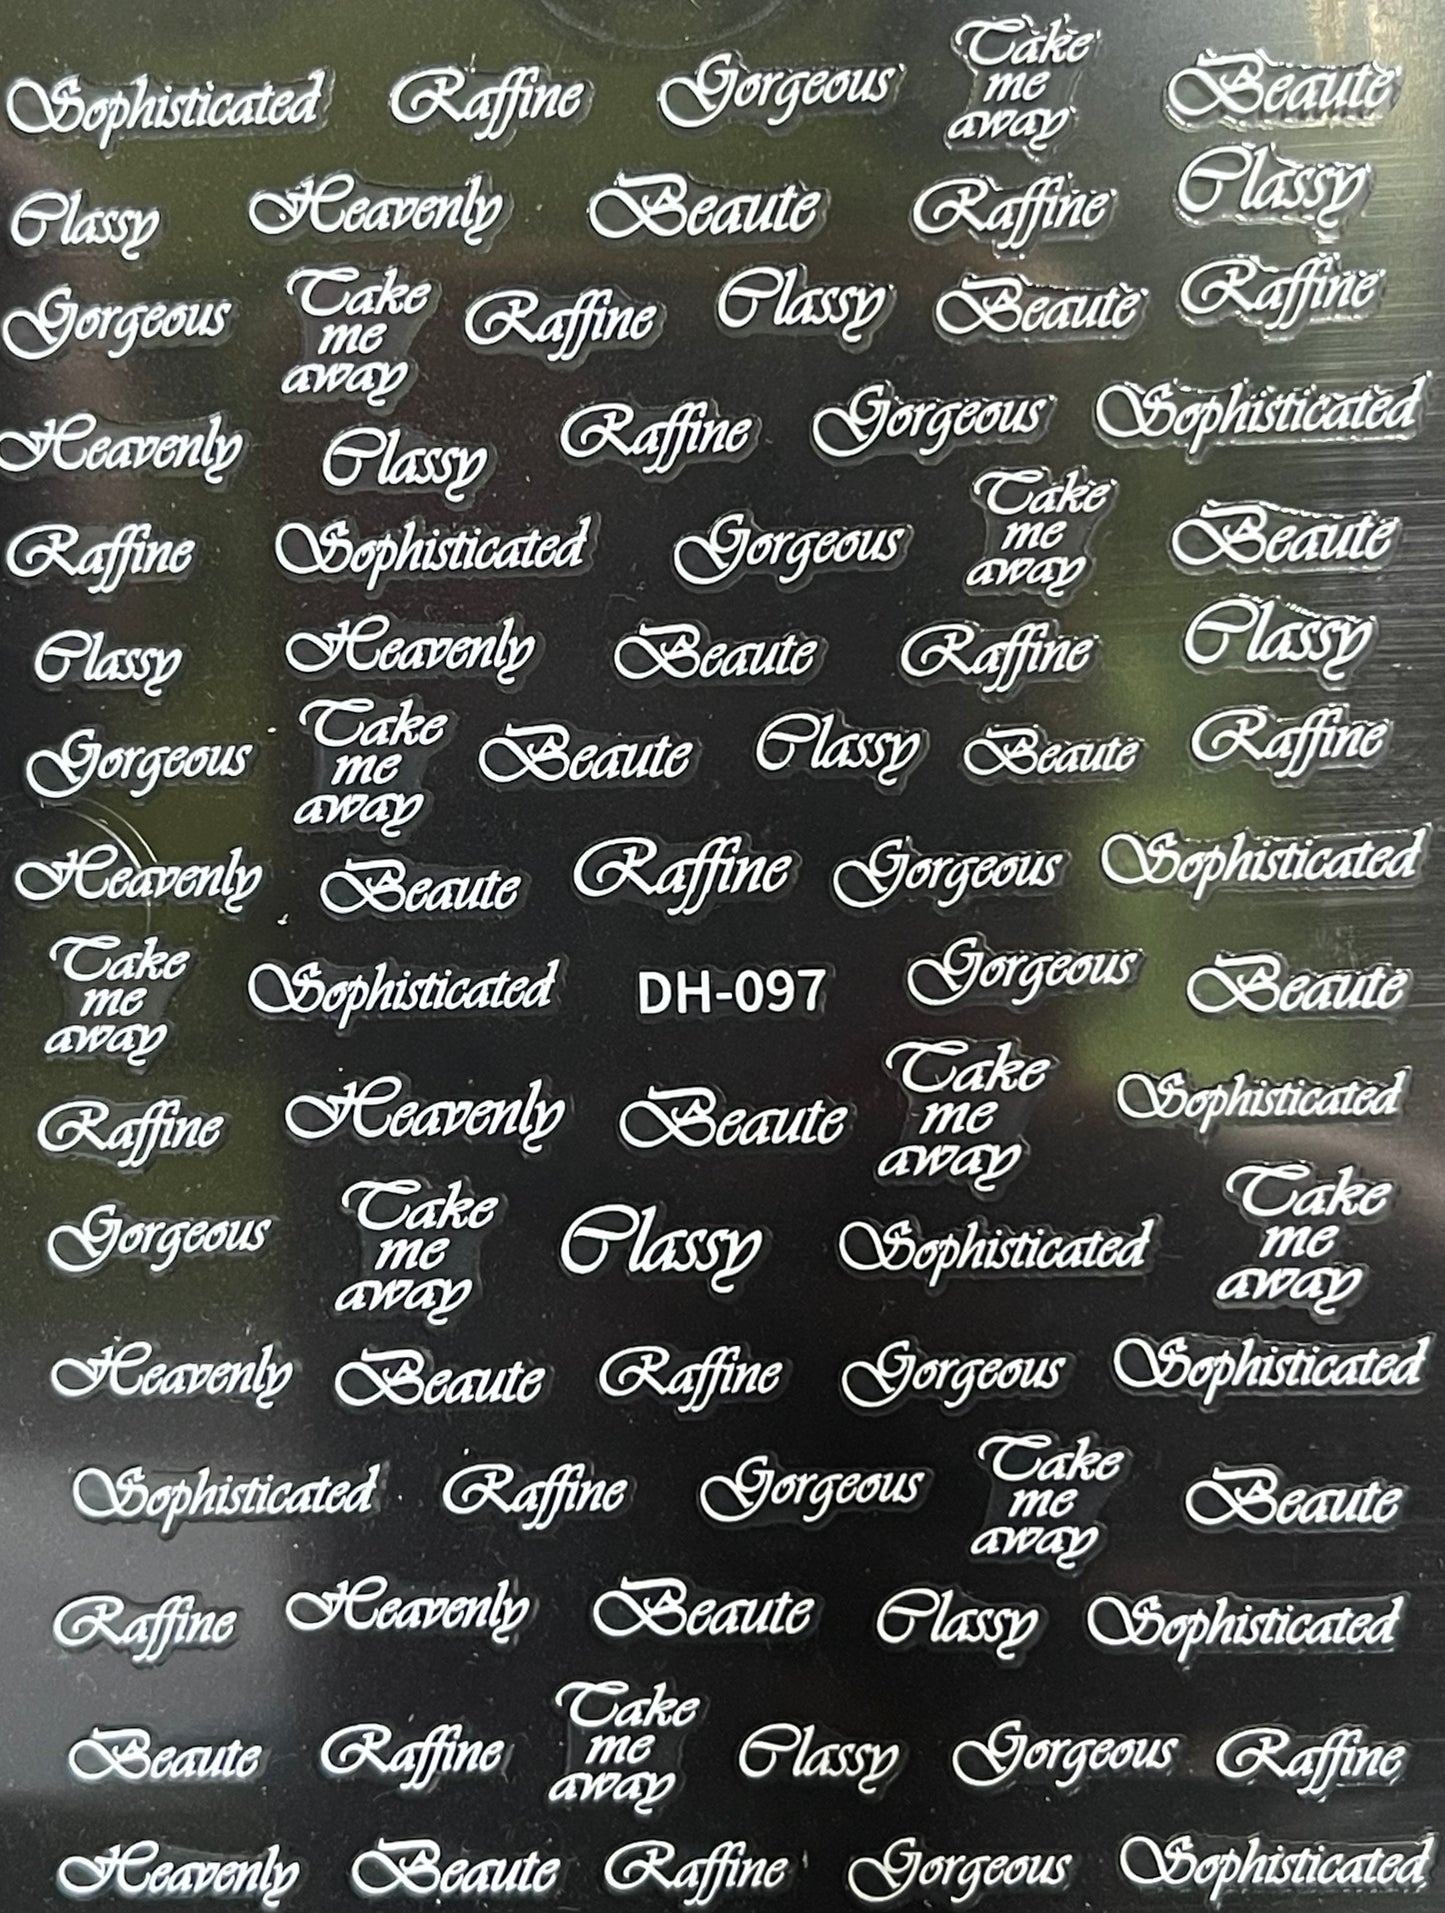 Sophisticated Raffine Gorgeous Take me away Beaute
Classy Heavenly Beaute Raffine Classy
Gorgeous Take me away Raffine Classy Beaute Raffine
Heavenly Classy Raffine Gorgeous Sophisticated
Raffine Sophisticated Gorgeous Take me away Beaute
Classy Heavenly Beaute Raffine Classy
Gorgeous Take me away Beaute Classy Beaute Raffine
Heavenly Beaute Raffine Gorgeous Sophisticated
Take me away Sophisticated DH-097 Gorgeous Beaute
Raffine Heavenly Beaute Take me away Sophisticated
Gorgeous Take me away Classy Sophisticated Take me away
Heavenly Beaute Raffine Gorgeous Sophisticated
Sophisticated Raffine Gorgeous Take me away Beaute
Raffine Heavenly Beaute Classy Sophisticated
Beaute Raffine Take me away Classy Gorgeous Raffine
Heavenly Beaute Raffine Gorgeous Sophisticated